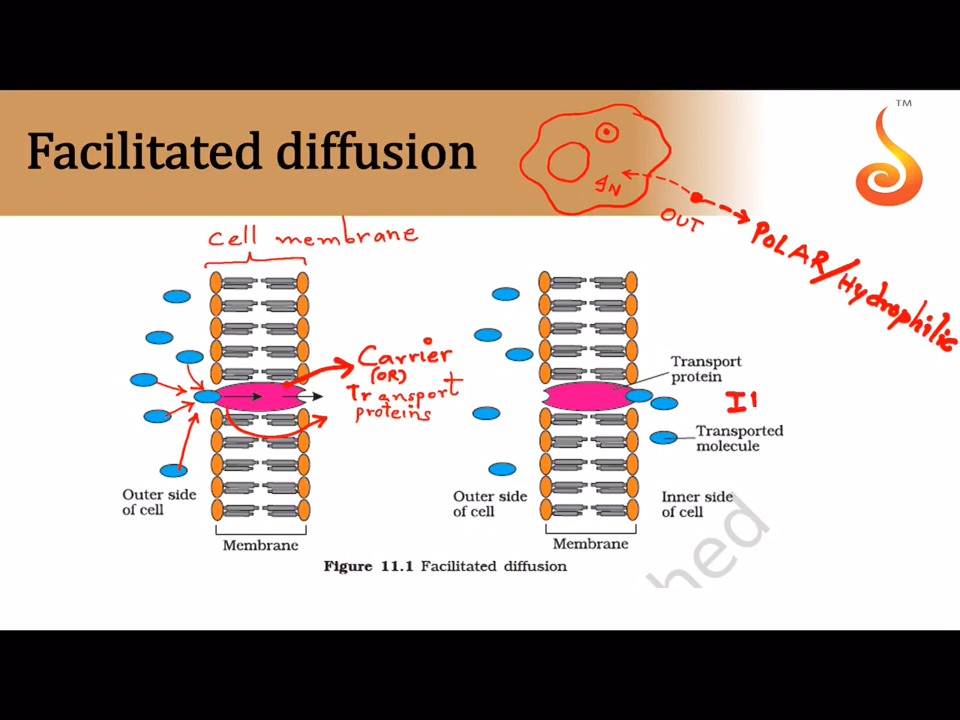 TM
Facilitated diffusion
IN
OUT
POLAR/Hydrophilic
cell membrane
Carrier
(OR)
Transport
proteins
Transport
protein
Transported
molecule
Outer side
of cell
Outer side
of cell
Inner side
of cell
Membrane
Membrane
Figure 11.1 Facilitated diffusion